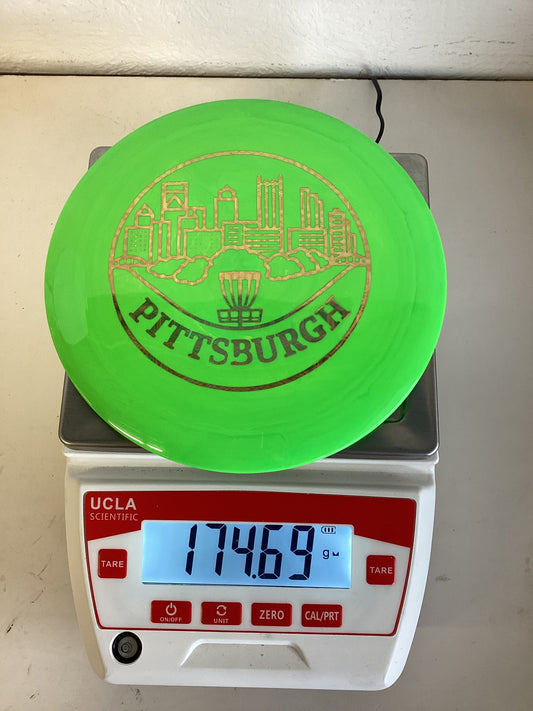 PITTSBURGH
UCLA
SCIENTIFIC
174.69 g
TARE
TARE
ON/OFF
UNIT
ZERO
CAL/PRT